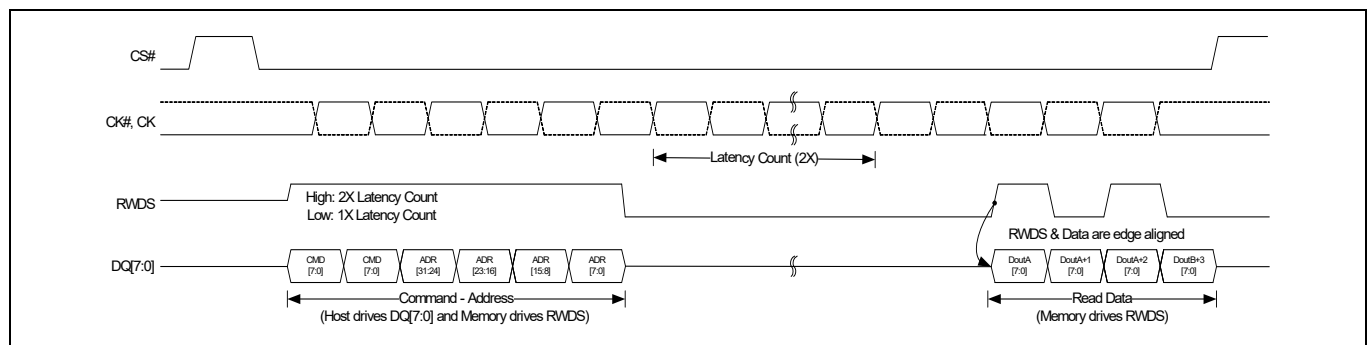 CS#
CK#, CK
Latency Count (2X)
High: 2X Latency Count
RWDS
Low: 1X Latency Count
RWDS & Data are edge aligned
DQ[7:0]
CMD CMD ADR ADR ADR ADR DoutA DoutA+1 DoutA+2 DoutB+3
[7:0] [7:0] [31:24] [23:16] [15:8] [7:0] [7:0] [7:0] [7:0] [7:0]
Command - Address Read Data
(Host drives DQ[7:0] and Memory drives RWDS) (Memory drives RWDS)